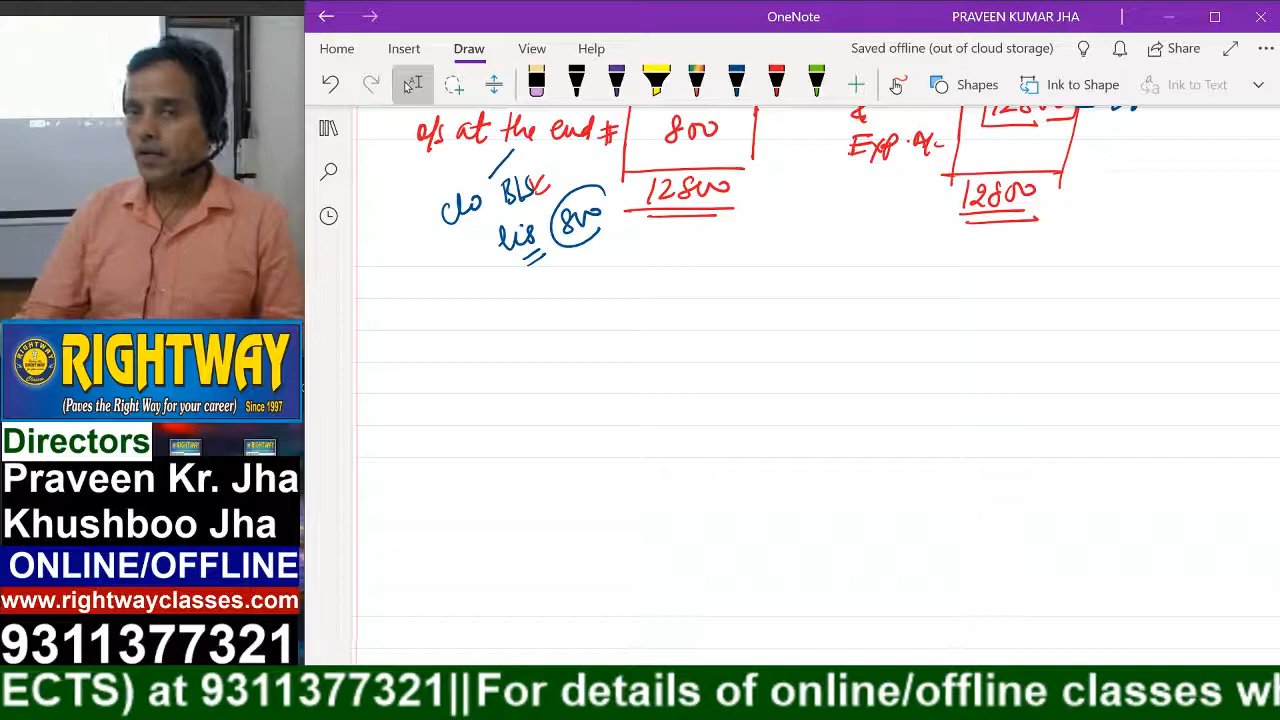 OneNote
PRAVEEN KUMAR JHA
Home Insert Draw View Help
Saved offline (out of cloud storage)
Share
Shapes
Ink to Shape
Ink to Text
o/s at the end # 800
12800
clo
lis 800
&
Exp. A/c
12800
RIGHTWAY
(Paves the Right Way for your career) Since 1997
Directors
Praveen Kr. Jha
Khushboo Jha
ONLINE/OFFLINE
www.rightwayclasses.com
9311377321
ECTS) at 9311377321||For details of online/offline classes wh